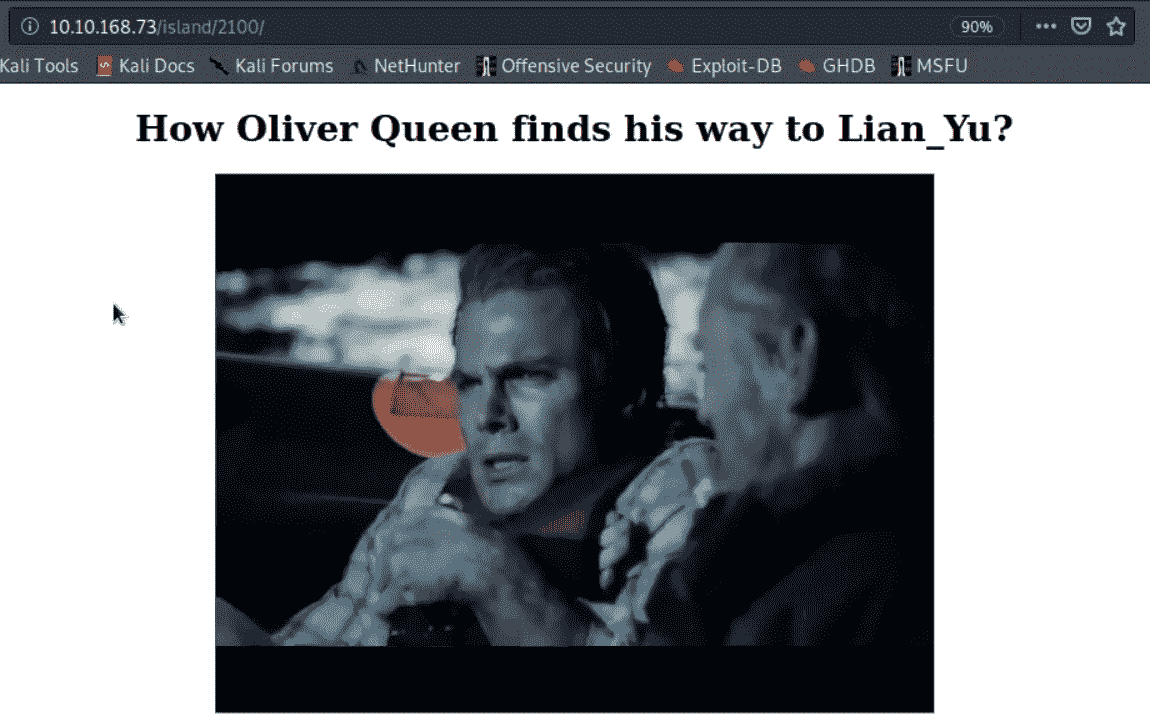 10.10.168.73/island/2100/ 90%
Kali Tools Kali Docs Kali Forums NetHunter Offensive Security Exploit-DB GHDB MSFU
How Oliver Queen finds his way to Lian_Yu?